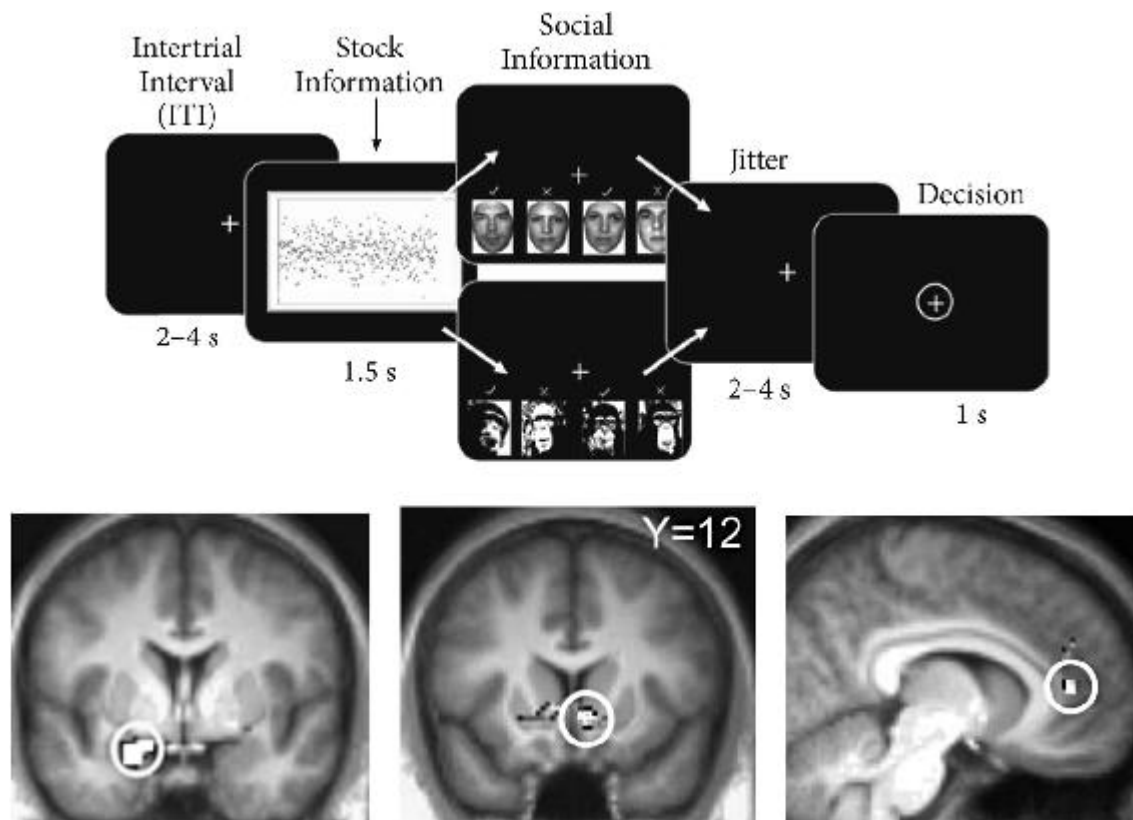 Intertrial
Interval
(ITI)
Stock
Information
Social
Information
Jitter
Decision
2–4 s
1.5 s
2–4 s
1 s
Y=12